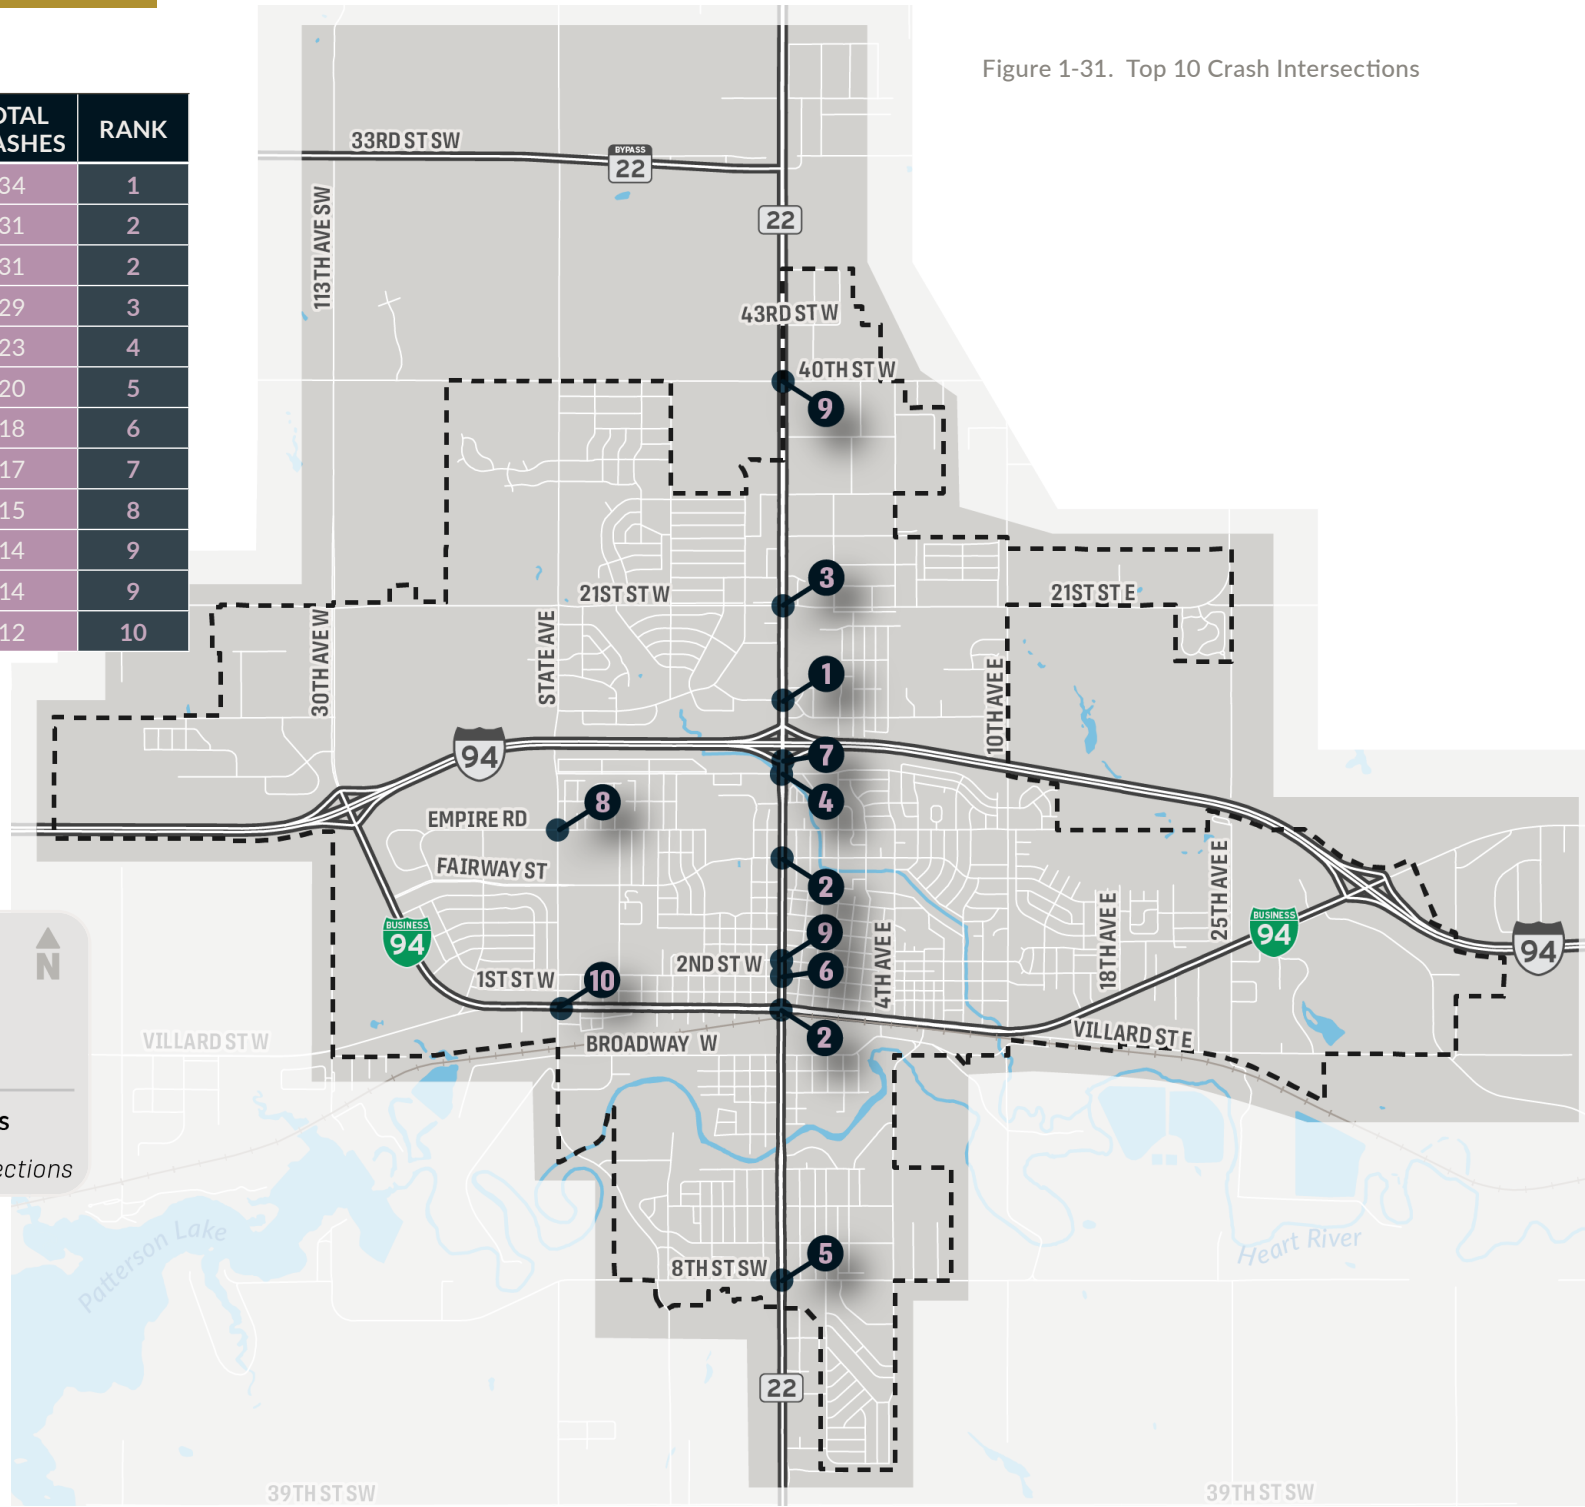 Figure 1-31. Top 10 Crash Intersections
RANK
34 1
31 2
31 2
29 3
23 4
20 5
18 6
17 7
15 8
14 9
14 9
12 10
33RD ST SW
BYPASS
22
113TH AVE SW
22
43RD ST W
40TH ST W
9
3
21ST ST W
21ST ST E
30TH AVE W
STATE AVE
1
10TH AVE E
94
7
8
4
EMPIRE RD
FAIRWAY ST
2
25TH AVE E
18TH AVE E
BUSINESS
94
BUSINESS
94
94
9
4TH AVE E
2ND ST W
6
1ST ST W
10
N
VILLARD ST W
BROADWAY W
2
VILLARD ST E
Patterson Lake
Heart River
5
8TH ST SW
22
39TH ST SW
39TH ST SW